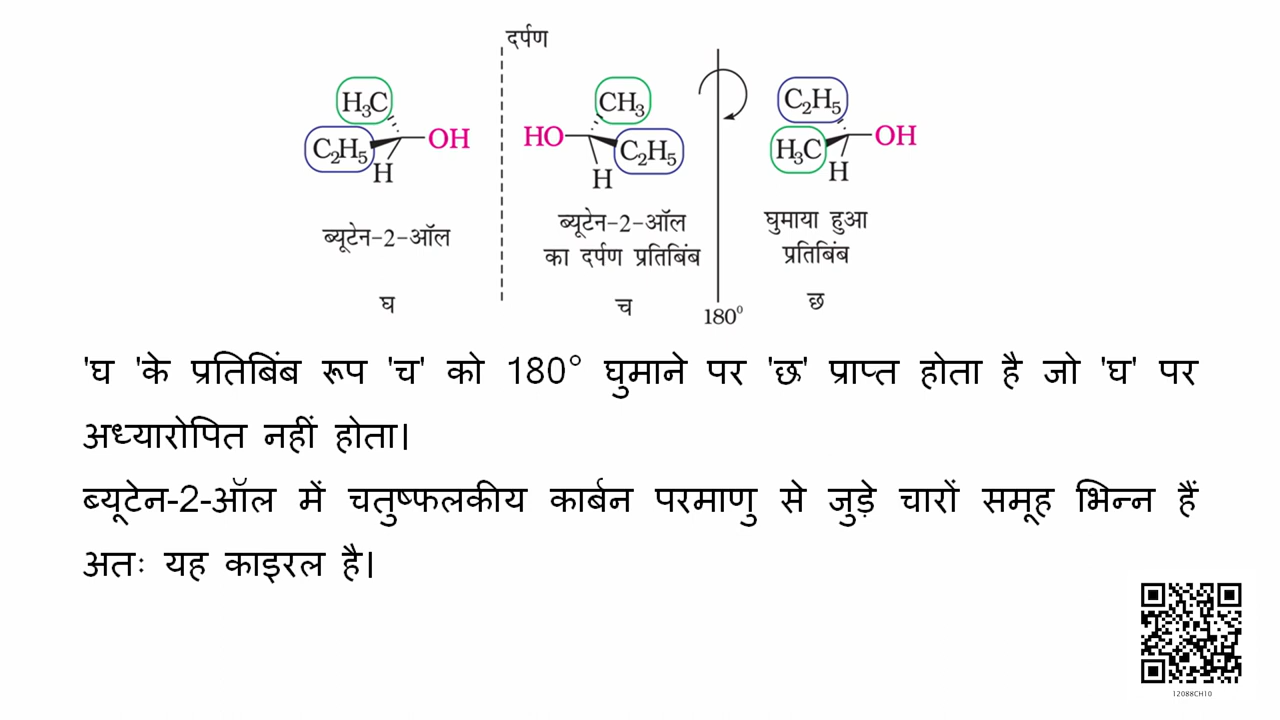 दर्पण
H₃C
C₂H₅
OH
H
CH₃
HO
C₂H₅
H
C₂H₅
H₃C
OH
H
ब्यूटेन-2-ऑल
ब्यूटेन-2-ऑल
का दर्पण प्रतिबिंब
घुमाया हुआ
प्रतिबिंब
घ
च
छ
180⁰
'घ 'के प्रतिबिंब रूप 'च' को 180° घुमाने पर 'छ' प्राप्त होता है जो 'घ' पर
अध्यारोपित नहीं होता।
ब्यूटेन-2-ऑल में चतुष्फलकीय कार्बन परमाणु से जुड़े चारों समूह भिन्न हैं
अतः यह काइरल है।
12088CH10